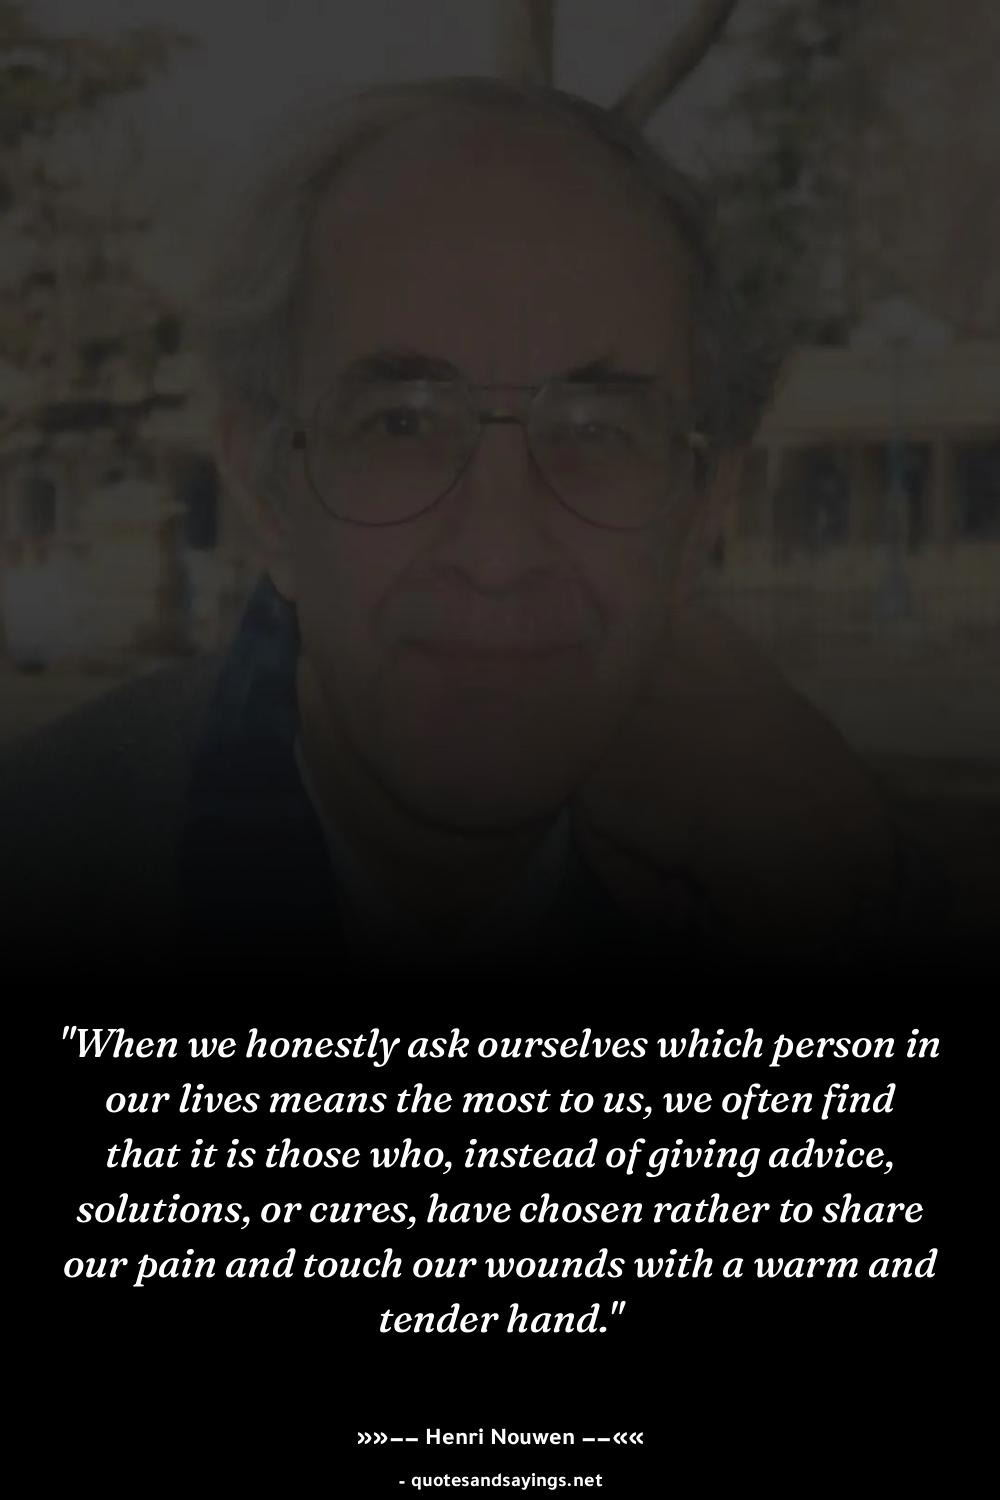 "When we honestly ask ourselves which person in
our lives means the most to us, we often find
that it is those who, instead of giving advice,
solutions, or cures, have chosen rather to share
our pain and touch our wounds with a warm and
tender hand."
»»−− Henri Nouwen −−««
- quotesandsayings.net